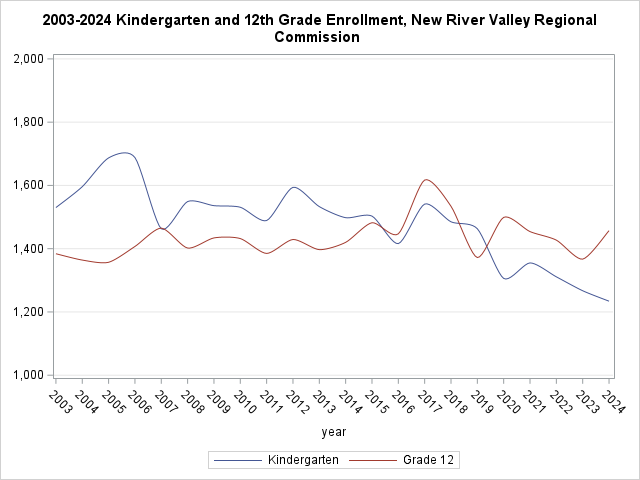 2003-2024 Kindergarten and 12th Grade Enrollment, New River Valley Regional
Commission
2,000
1,800
1,600
1,400
1,200
1,000
2003 2004 2005 2006 2007 2008 2009 2010 2011 2012 2013 2014 2015 2016 2017 2018 2019 2020 2021 2022 2023 2024
year
Kindergarten Grade 12